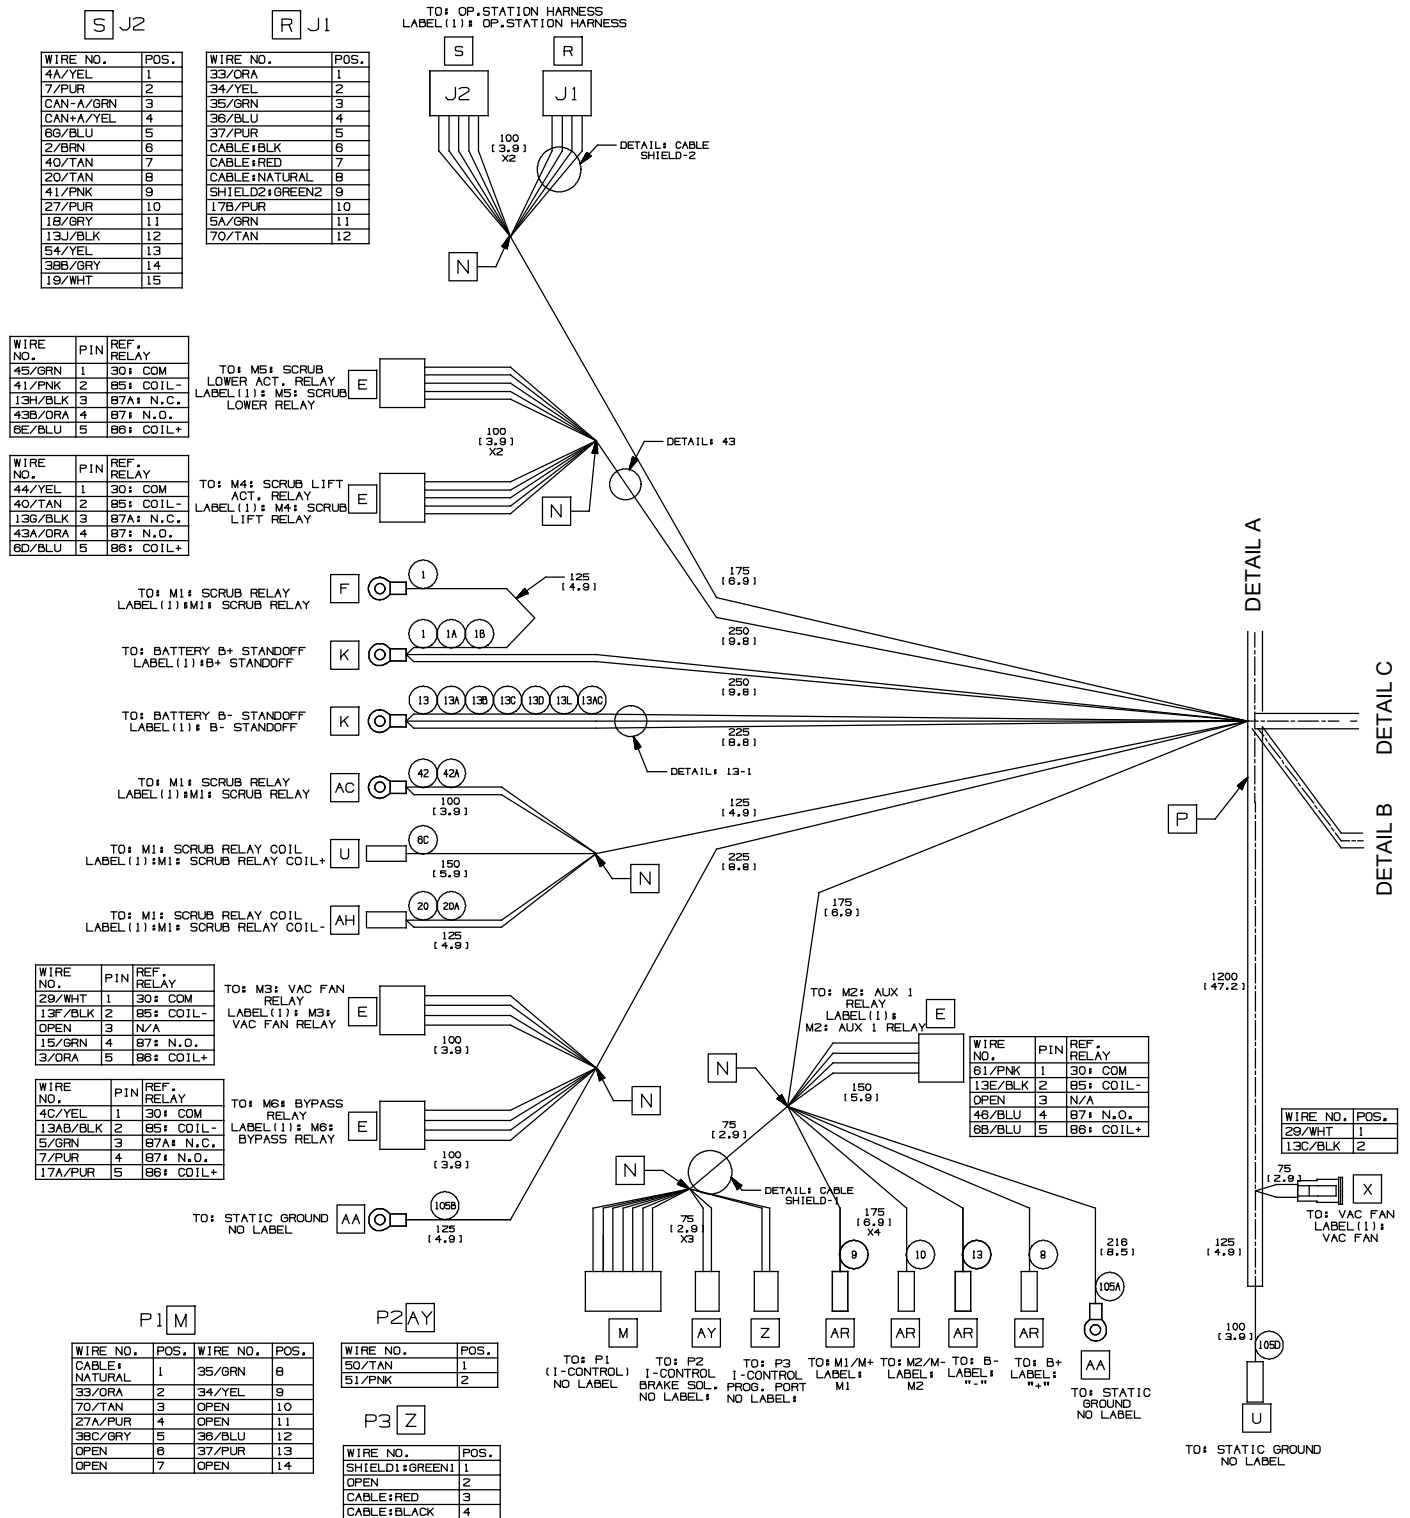 S J2
WIRE NO. POS.
4A/YEL 1
7/PUR 2
CAN-A/GRN 3
CAN+A/YEL 4
6G/BLU 5
2/BRN 6
40/TAN 7
20/TAN 8
41/PNK 9
27/PUR 10
18/GRY 11
13J/BLK 12
54/YEL 13
38B/GRY 14
19/WHT 15
R J1
WIRE NO. POS.
33/ORA 1
34/YEL 2
35/GRN 3
36/BLU 4
37/PUR 5
CABLE:BLK 6
CABLE:RED 7
CABLE:NATURAL 8
SHIELD2:GREEN2 9
17B/PUR 10
5A/GRN 11
70/TAN 12
TO: OP.STATION HARNESS
LABEL(1): OP.STATION HARNESS
S R
J2 J1
100
[3.9]
X2
DETAIL: CABLE
SHIELD-2
N
WIRE NO. PIN REF. RELAY
45/GRN 1 30: COM
41/PNK 2 85: COIL-
13H/BLK 3 87A: N.C.
43B/ORA 4 87: N.O.
6E/BLU 5 86: COIL+
TO: M5: SCRUB
LOWER ACT. RELAY
LABEL(1): M5: SCRUB
LOWER RELAY
E
100
[3.9]
X2
DETAIL: 43
WIRE NO. PIN REF. RELAY
44/YEL 1 30: COM
40/TAN 2 85: COIL-
13G/BLK 3 87A: N.C.
43A/ORA 4 87: N.O.
6D/BLU 5 86: COIL+
TO: M4: SCRUB LIFT
ACT. RELAY
LABEL(1): M4: SCRUB
LIFT RELAY
E
N
TO: M1: SCRUB RELAY
LABEL(1):M1: SCRUB RELAY
F
1
125
[4.9]
175
[6.9]
TO: BATTERY B+ STANDOFF
LABEL(1):B+ STANDOFF
K
1 1A 1B
250
[9.8]
250
[9.8]
TO: BATTERY B- STANDOFF
LABEL(1): B- STANDOFF
K
13 13A 13B 13C 13D 13L 13AC
225
[8.8]
DETAIL: 13-1
TO: M1: SCRUB RELAY
LABEL(1):M1: SCRUB RELAY
AC
42 42A
100
[3.9]
125
[4.9]
TO: M1: SCRUB RELAY COIL
LABEL(1):M1: SCRUB RELAY COIL+
U
6C
150
[5.9]
225
[8.8]
N
TO: M1: SCRUB RELAY COIL
LABEL(1):M1: SCRUB RELAY COIL-
AH
20 20A
125
[4.9]
175
[6.9]
DETAIL A
DETAIL C
DETAIL B
P
1200
[47.2]
WIRE NO. PIN REF. RELAY
29/WHT 1 30: COM
13F/BLK 2 85: COIL-
OPEN 3 N/A
15/GRN 4 87: N.O.
3/ORA 5 86: COIL+
TO: M3: VAC FAN
RELAY
LABEL(1): M3:
VAC FAN RELAY
E
100
[3.9]
WIRE NO. PIN REF. RELAY
4C/YEL 1 30: COM
13AB/BLK 2 85: COIL-
5/GRN 3 87A: N.C.
7/PUR 4 87: N.O.
17A/PUR 5 86: COIL+
TO: M6: BYPASS
RELAY
LABEL(1): M6:
BYPASS RELAY
E
100
[3.9]
N
TO: STATIC GROUND
NO LABEL
AA
105B
125
[4.9]
TO: M2: AUX 1
RELAY
LABEL(1):
M2: AUX 1 RELAY
E
N
150
[5.9]
WIRE NO. PIN REF. RELAY
61/PNK 1 30: COM
13E/BLK 2 85: COIL-
OPEN 3 N/A
46/BLU 4 87: N.O.
6B/BLU 5 86: COIL+
75
[2.9]
N
DETAIL: CABLE
SHIELD-1
75
[2.9]
X3
175
[6.9]
X4
9 10 13 8
216
[8.5]
105A
WIRE NO. POS.
29/WHT 1
13C/BLK 2
75
[2.9]
X
TO: VAC FAN
LABEL(1):
VAC FAN
125
[4.9]
100
[3.9]
105D
U
TO: STATIC GROUND
NO LABEL
M
TO: P1
(I-CONTROL)
NO LABEL
AY
TO: P2
I-CONTROL
BRAKE SOL.
NO LABEL:
Z
TO: P3
I-CONTROL
PROG. PORT
NO LABEL:
AR
TO: M1/M+
LABEL:
M1
AR
TO: M2/M-
LABEL:
M2
AR
TO: B-
LABEL:
"-"
AR
TO: B+
LABEL:
"+"
AA
TO: STATIC
GROUND
NO LABEL
P1 M
WIRE NO. POS. WIRE NO. POS.
CABLE: NATURAL 1 35/GRN 8
33/ORA 2 34/YEL 9
70/TAN 3 OPEN 10
27A/PUR 4 OPEN 11
38C/GRY 5 36/BLU 12
OPEN 6 37/PUR 13
OPEN 7 OPEN 14
P2 AY
WIRE NO. POS.
50/TAN 1
51/PNK 2
P3 Z
WIRE NO. POS.
SHIELD1:GREEN1 1
OPEN 2
CABLE:RED 3
CABLE:BLACK 4